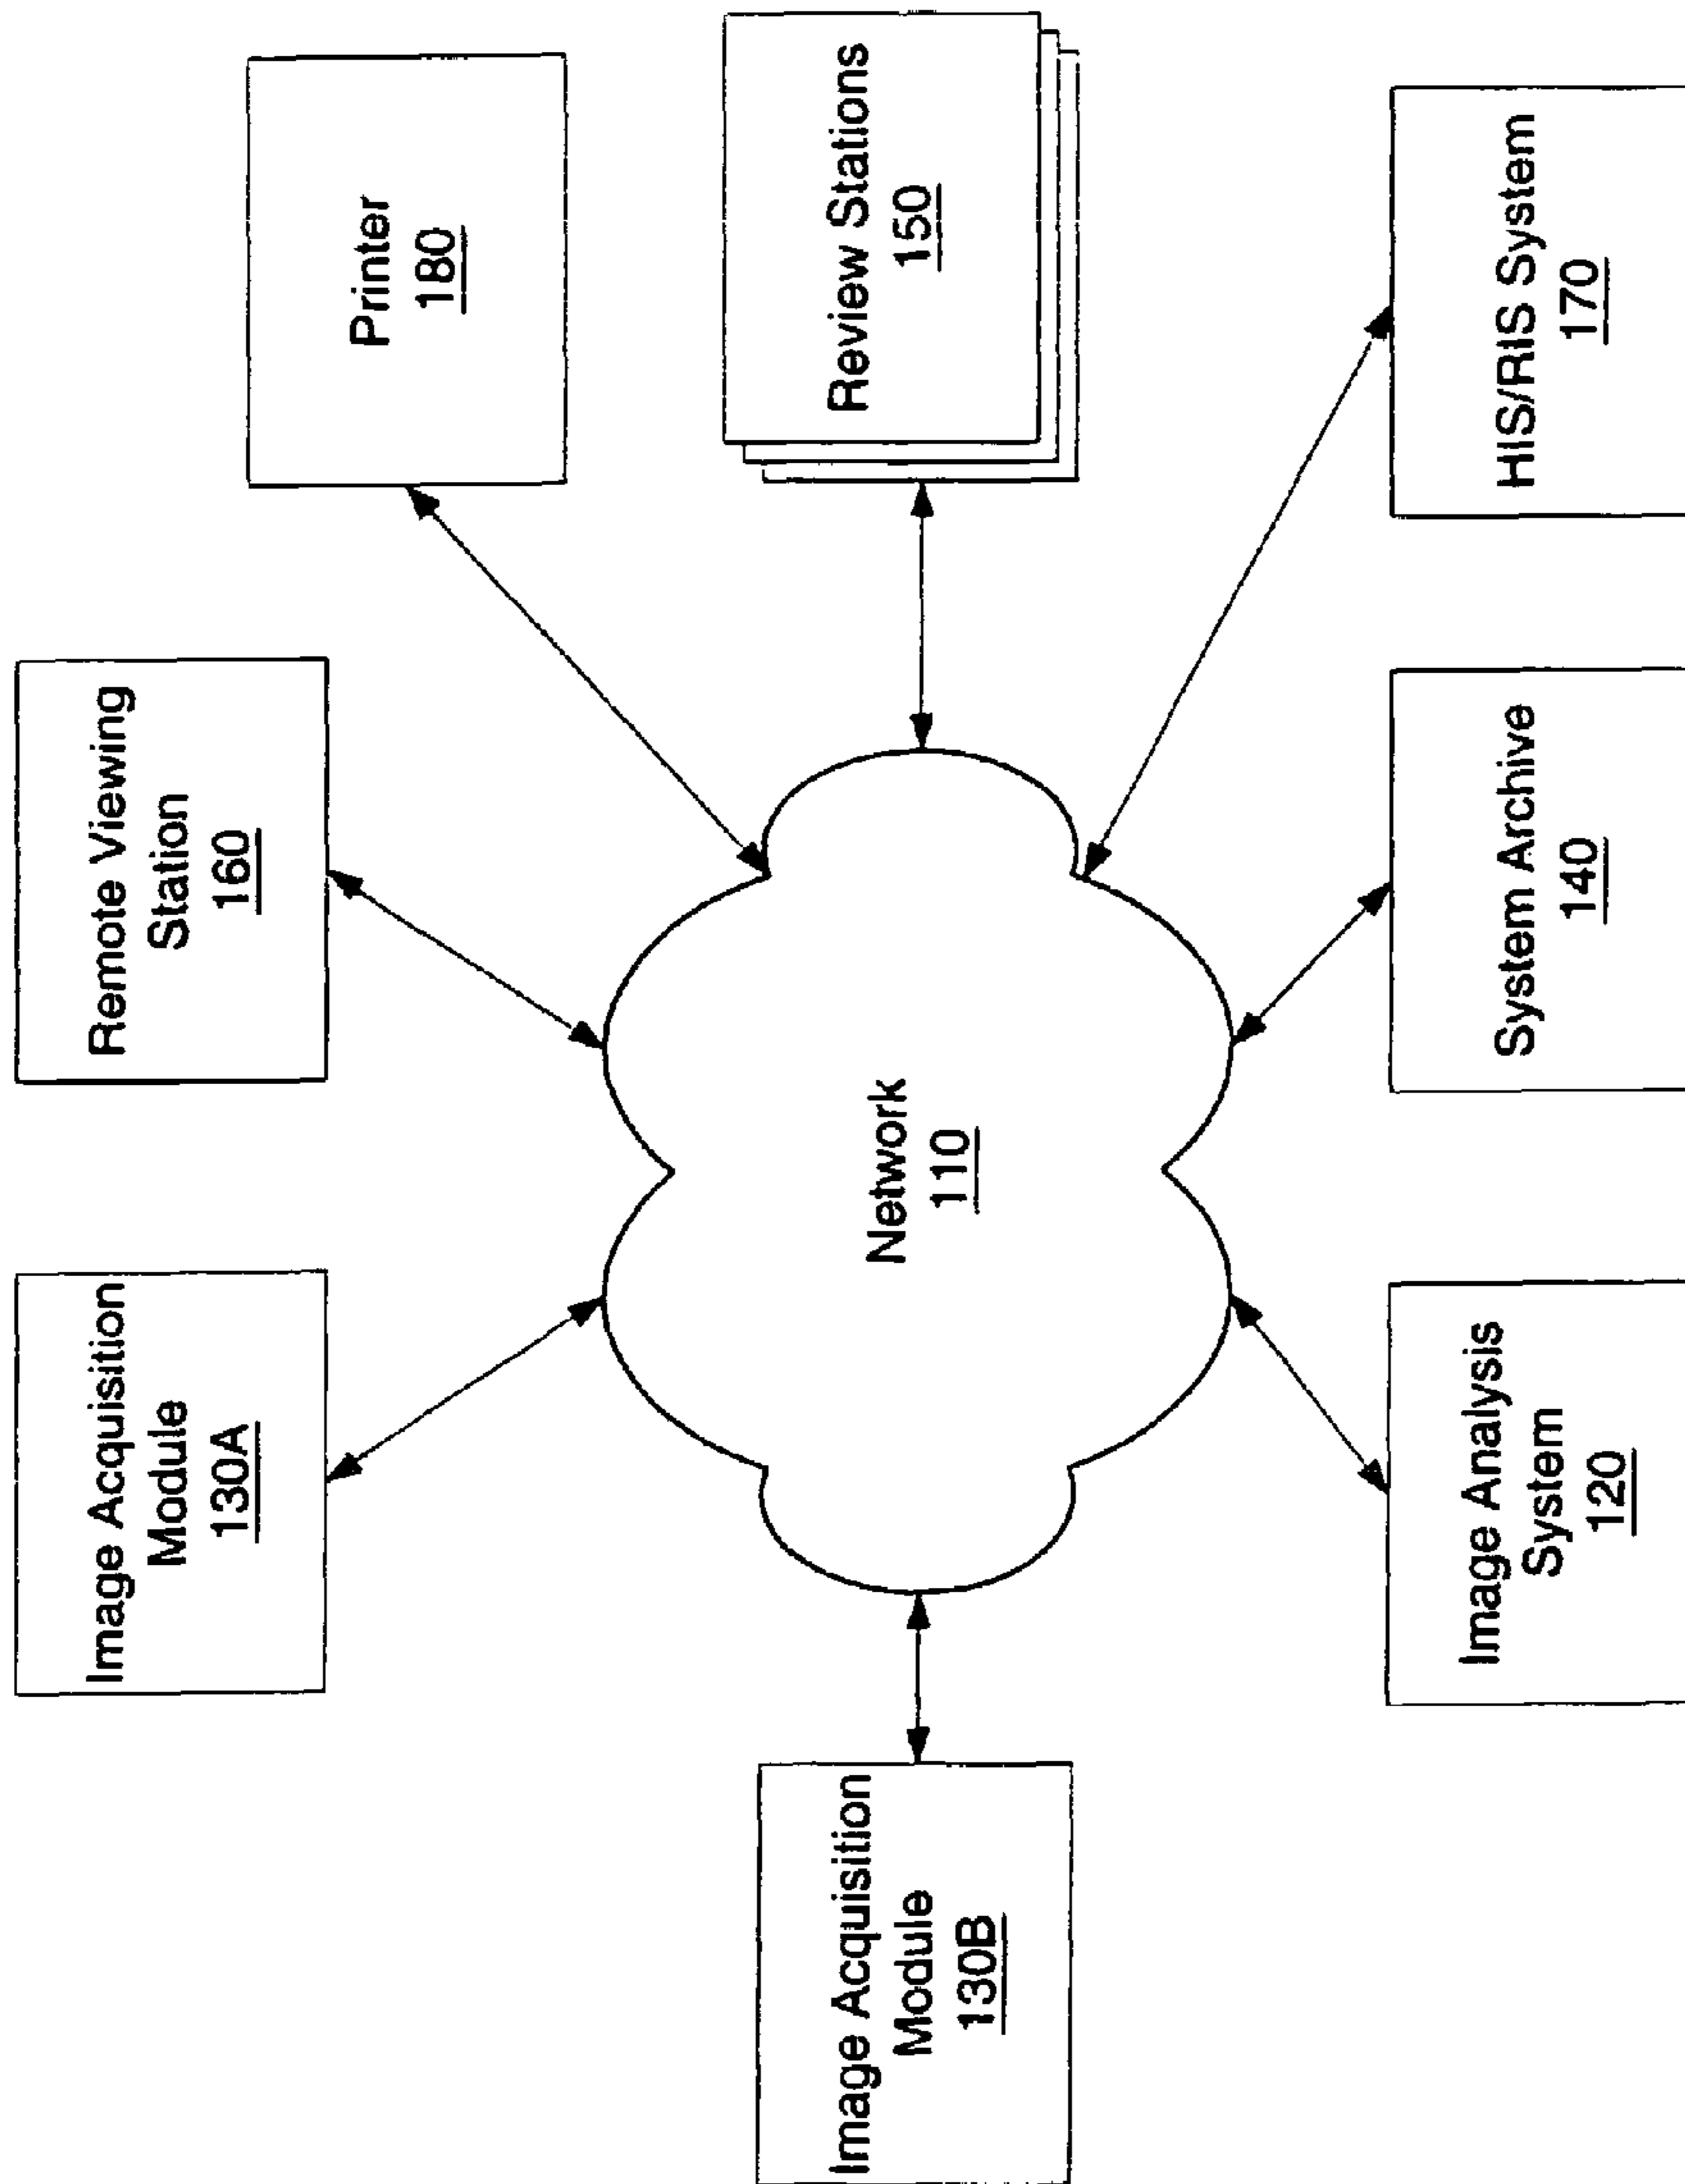 Image Acquisition
Module
130A
Remote Viewing
Station
160
Printer
180
Image Acquisition
Module
130B
Network
110
Review Stations
150
Image Analysis
System
120
System Archive
140
HIS/RIS System
170